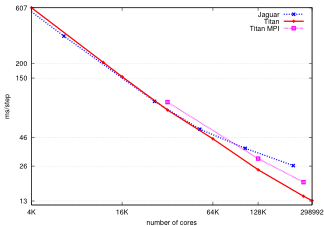 607
200
150
46
26
13
ms/step
Jaguar
Titan
Titan MPI
4K 16K 64K 128K 298992
number of cores